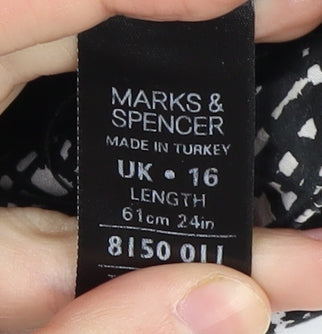 MARKS &
SPENCER
MADE IN TURKEY
UK • 16
LENGTH
61cm 24in
8150 011